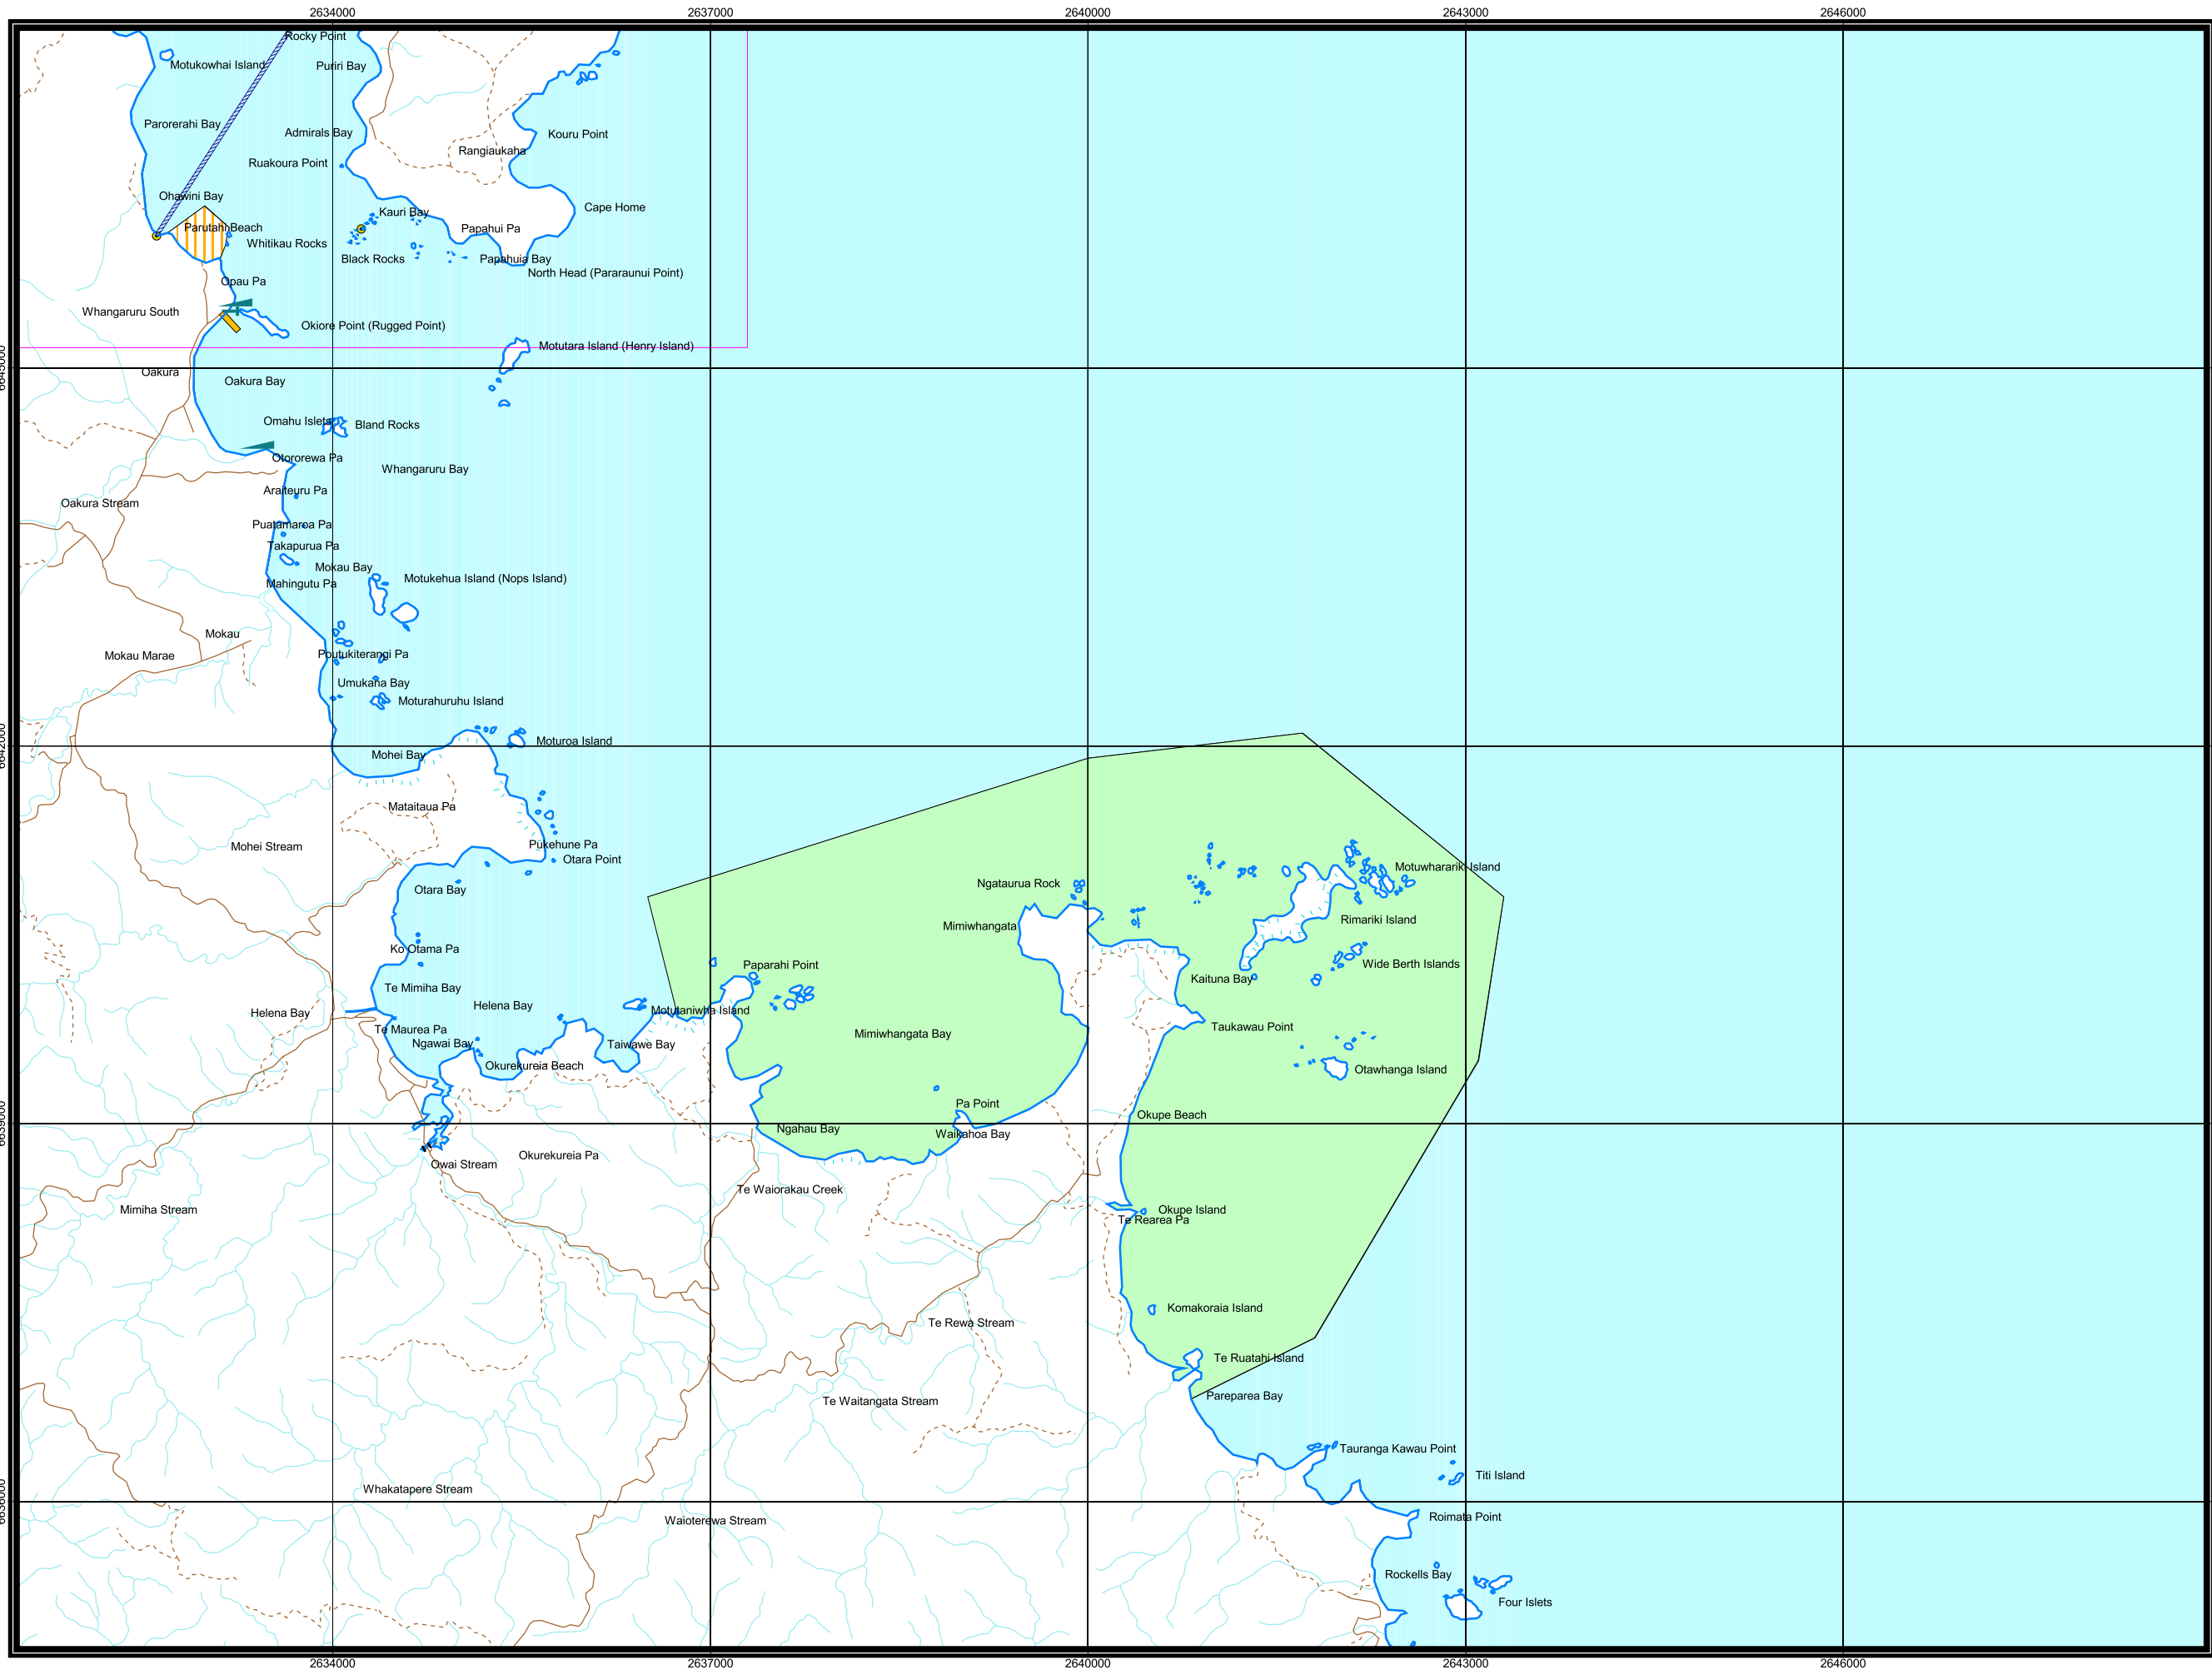 2634000
2637000
2640000
2643000
2646000
Rocky Point
Motukowhai Island
Puriri Bay
Parorerahi Bay
Admirals Bay
Kouru Point
Rangiaukaha
Ruakoura Point
Ohawini Bay
Cape Home
Kauri Bay
Parutahi Beach
Papahui Pa
Whitikau Rocks
Black Rocks
Papahuia Bay
North Head (Pararaunui Point)
Opau Pa
Whangaruru South
Okiore Point (Rugged Point)
Motutara Island (Henry Island)
6645000
Oakura
Oakura Bay
Omahu Islets
Bland Rocks
Otororewa Pa
Whangaruru Bay
Araiteuru Pa
Oakura Stream
Puatamaroa Pa
Takapurua Pa
Mokau Bay
Motukehua Island (Nops Island)
Mahingutu Pa
Mokau
Mokau Marae
Poutukiterangi Pa
Umukana Bay
Moturahuruhu Island
6642000
Moturoa Island
Mohei Bay
Mataitaua Pa
Mohei Stream
Pukehune Pa
Otara Point
Motuwharariki Island
Ngataurua Rock
Otara Bay
Rimariki Island
Mimiwhangata
Ko Otama Pa
Paparahi Point
Wide Berth Islands
Kaituna Bay
Te Mimiha Bay
Helena Bay
Helena Bay
Motutaniwha Island
Te Maurea Pa
Taukawau Point
Mimiwhangata Bay
Ngawai Bay
Taiwawe Bay
Okurekureia Beach
Otawhanga Island
Pa Point
Okupe Beach
6639000
Ngahau Bay
Waikahoa Bay
Okurekureia Pa
Owai Stream
Te Waiorakau Creek
Mimiha Stream
Okupe Island
Te Rearea Pa
Komakoraia Island
Te Rewa Stream
Te Ruatahi Island
Pareparea Bay
Te Waitangata Stream
Tauranga Kawau Point
Titi Island
Whakatapere Stream
6636000
Roimata Point
Waioterewa Stream
Rockells Bay
Four Islets
2634000
2637000
2640000
2643000
2646000